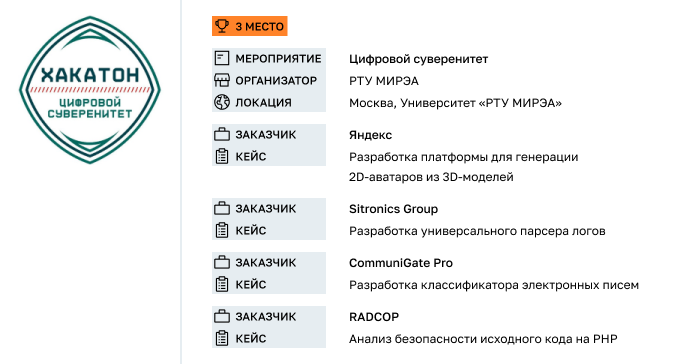 ХАКАТОН
ЦИФРОВОЙ
СУВЕРЕНИТЕТ
3 МЕСТО
МЕРОПРИЯТИЕ Цифровой суверенитет
ОРГАНИЗАТОР РТУ МИРЭА
ЛОКАЦИЯ Москва, Университет «РТУ МИРЭА»
ЗАКАЗЧИК Яндекс
КЕЙС Разработка платформы для генерации
2D-аватаров из 3D-моделей
ЗАКАЗЧИК Sitronics Group
КЕЙС Разработка универсального парсера логов
ЗАКАЗЧИК CommuniGate Pro
КЕЙС Разработка классификатора электронных писем
ЗАКАЗЧИК RADCOP
КЕЙС Анализ безопасности исходного кода на PHP